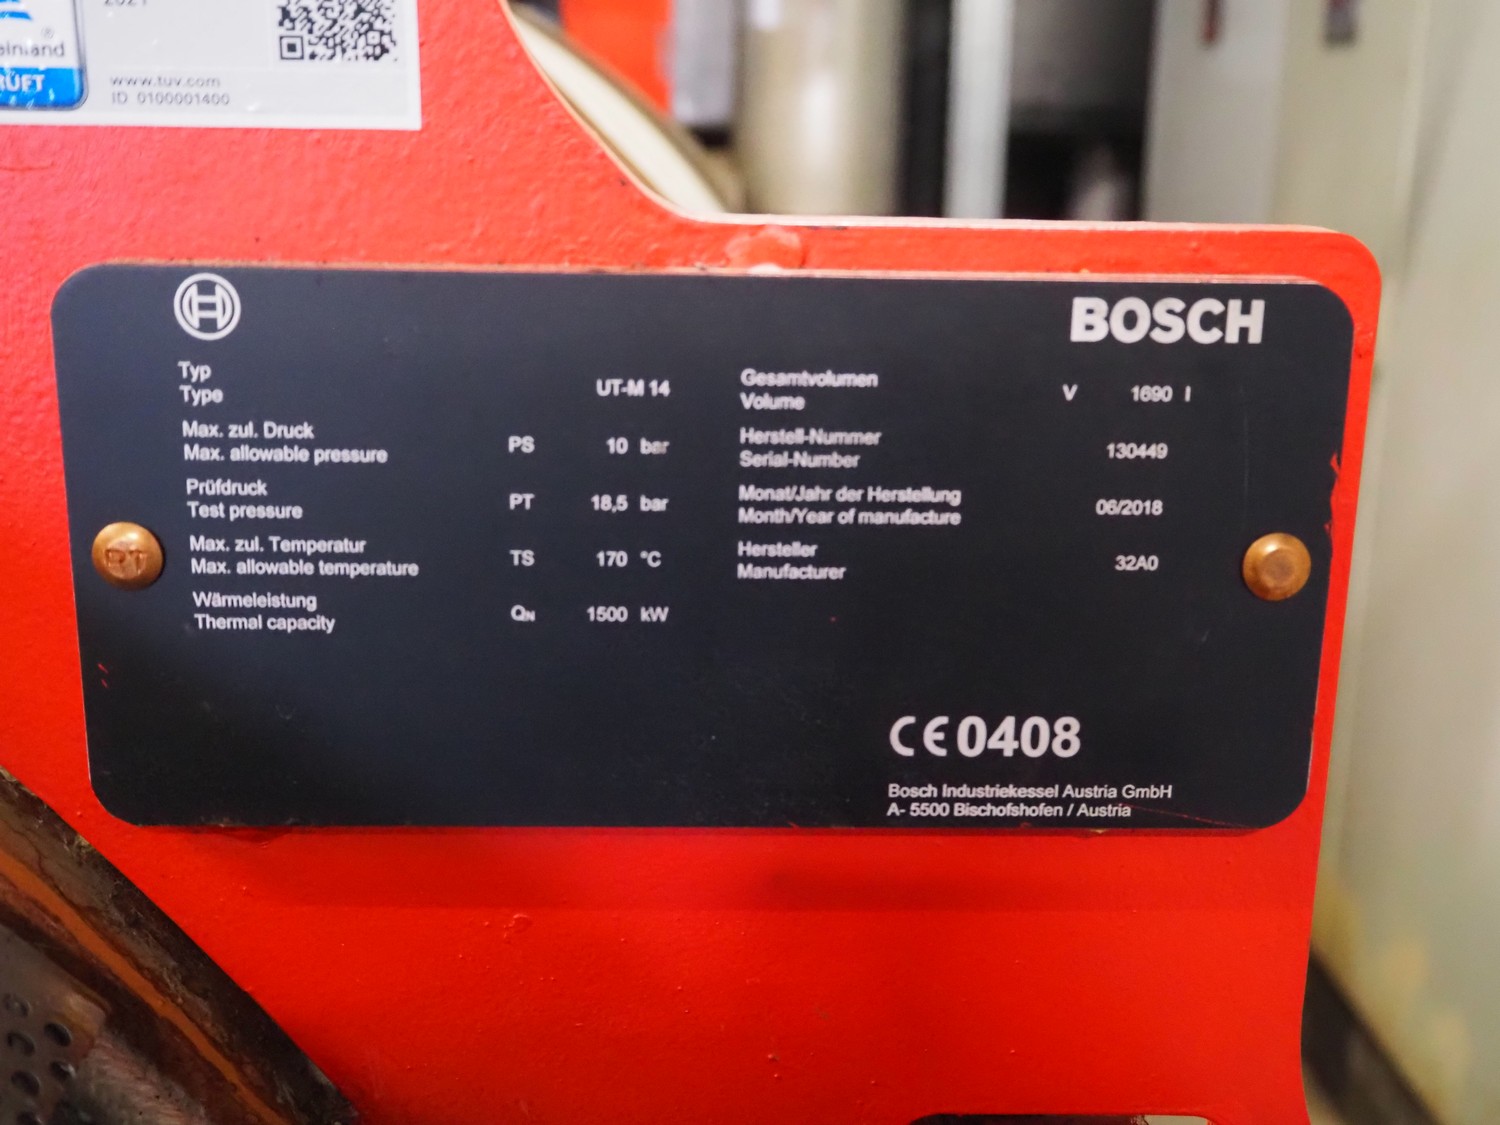 2021
einland
®
RÜFT
www.tuv.com
ID 0100001400
BOSCH
Typ
Type UT-M 14
Max. zul. Druck
Max. allowable pressure PS 10 bar
Prüfdruck
Test pressure PT 18,5 bar
Max. zul. Temperatur
Max. allowable temperature TS 170 °C
Wärmeleistung
Thermal capacity QN 1500 kW
Gesamtvolumen
Volume V 1690 l
Herstell-Nummer
Serial-Number 130449
Monat/Jahr der Herstellung
Month/Year of manufacture 06/2018
Hersteller
Manufacturer 32A0
CE 0408
Bosch Industriekessel Austria GmbH
A- 5500 Bischofshofen / Austria